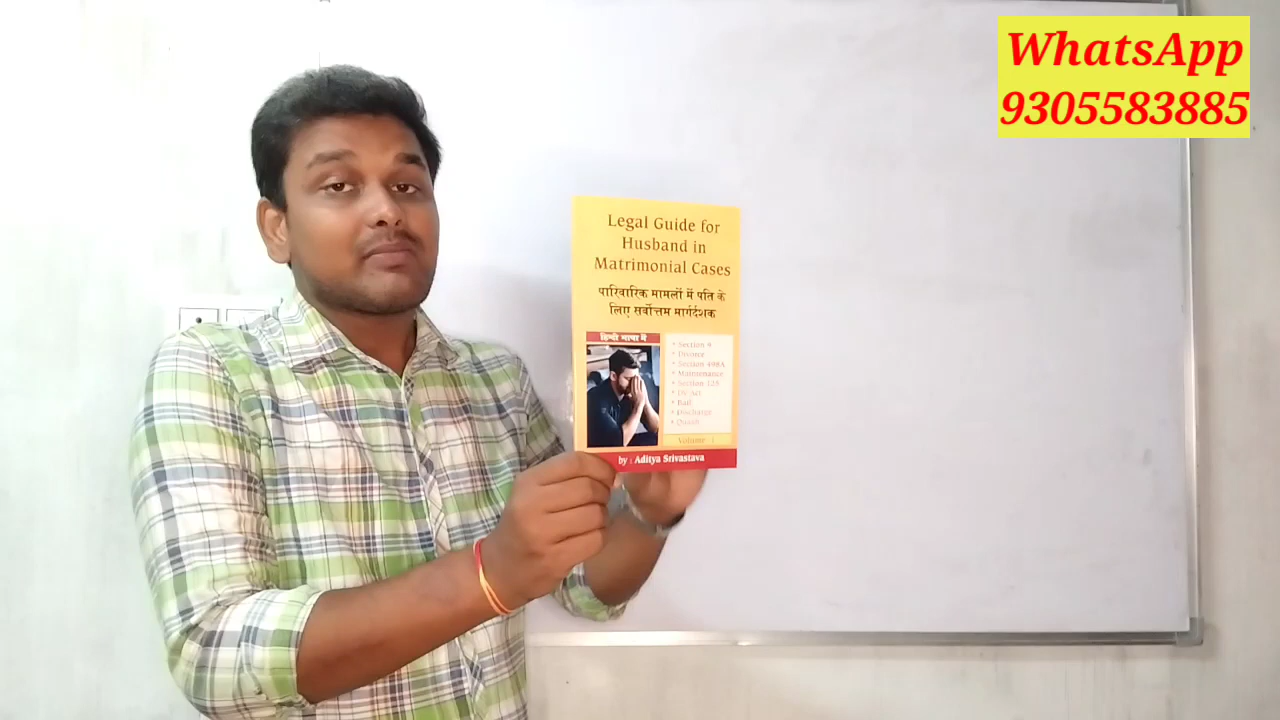 WhatsApp
9305583885
Legal Guide for
Husband in
Matrimonial Cases
पारिवारिक मामलों में पति के
लिए सर्वोत्तम मार्गदर्शक
हिन्दी भाषा में
• Section 9
• Divorce
• Section 498A
• Maintenance
• Section 125
• DV Act
• Bail
• Discharge
• Quash
Volume - 1
by : Aditya Srivastava